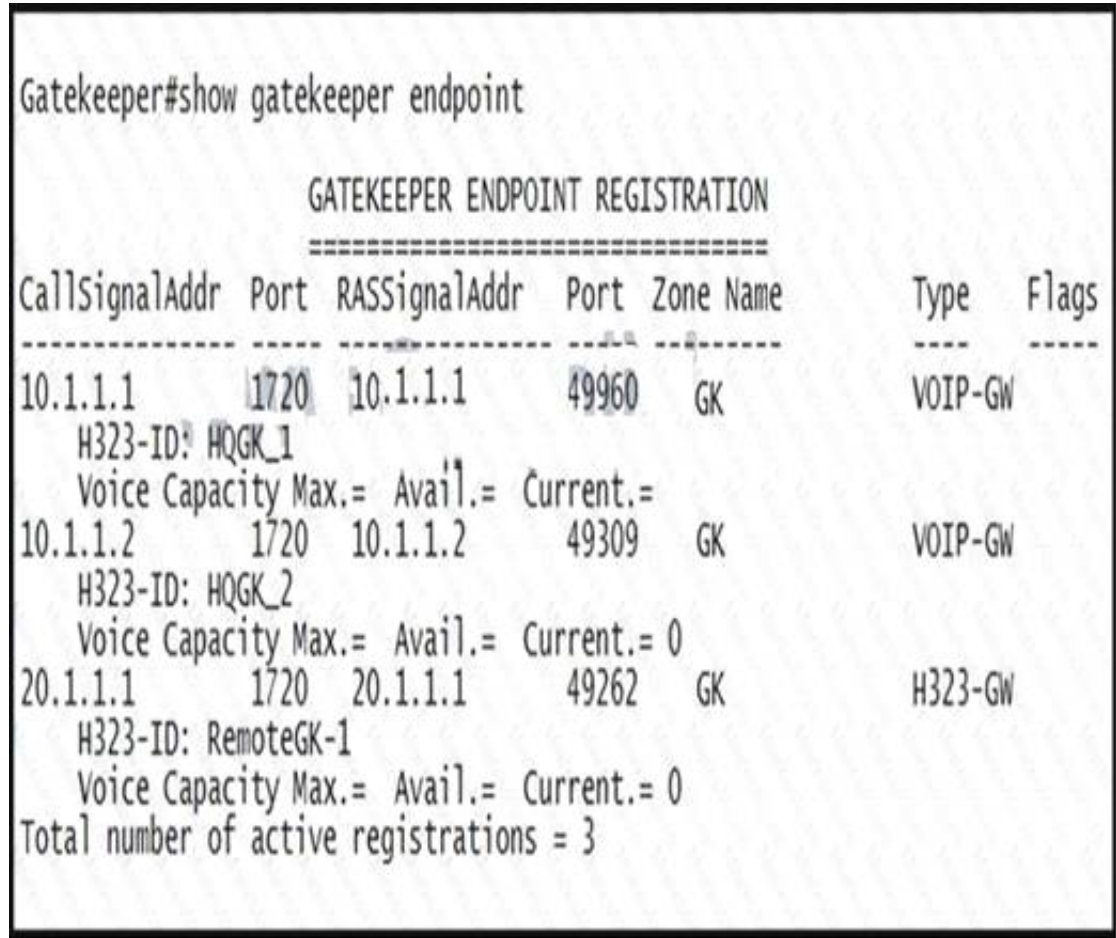 Gatekeeper#show gatekeeper endpoint
GATEKEEPER ENDPOINT REGISTRATION
================================
CallSignalAddr Port RASSignalAddr Port Zone Name Type Flags
--------------- ----- --------------- ----- --------- ---- -----
10.1.1.1 1720 10.1.1.1 49960 GK VOIP-GW
H323-ID: HQGK_1
Voice Capacity Max.= Avail.= Current.=
10.1.1.2 1720 10.1.1.2 49309 GK VOIP-GW
H323-ID: HQGK_2
Voice Capacity Max.= Avail.= Current.= 0
20.1.1.1 1720 20.1.1.1 49262 GK H323-GW
H323-ID: RemoteGK-1
Voice Capacity Max.= Avail.= Current.= 0
Total number of active registrations = 3